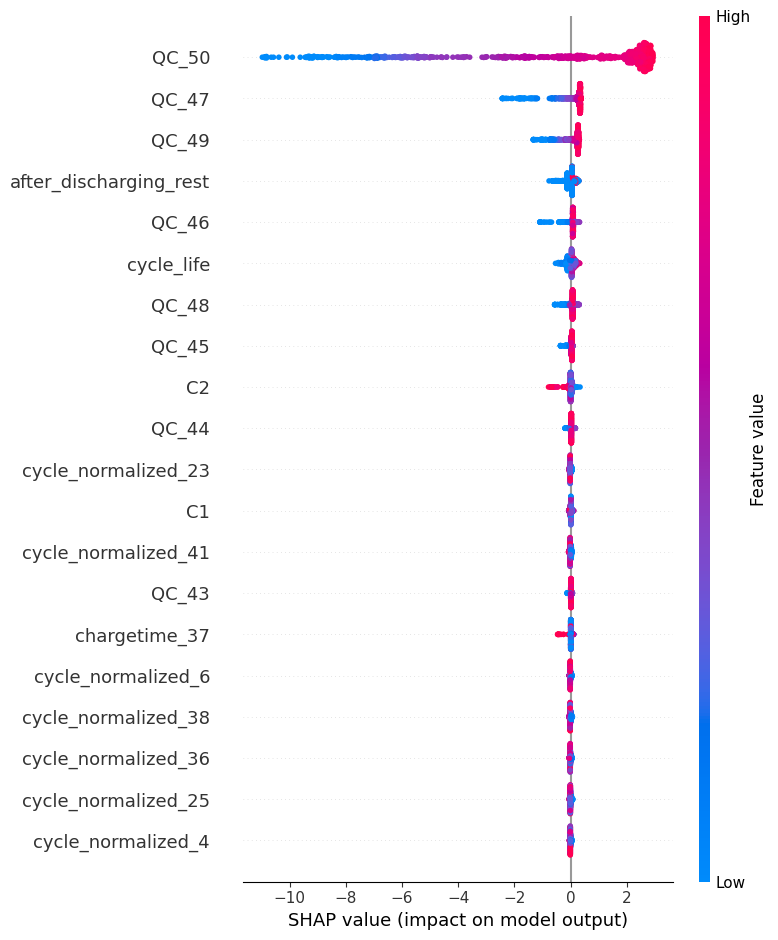 High
QC_50
QC_47
QC_49
after_discharging_rest
QC_46
cycle_life
QC_48
QC_45
C2
QC_44
cycle_normalized_23
C1
cycle_normalized_41
QC_43
chargetime_37
cycle_normalized_6
cycle_normalized_38
cycle_normalized_36
cycle_normalized_25
cycle_normalized_4
Feature value
Low
−10 −8 −6 −4 −2 0 2
SHAP value (impact on model output)